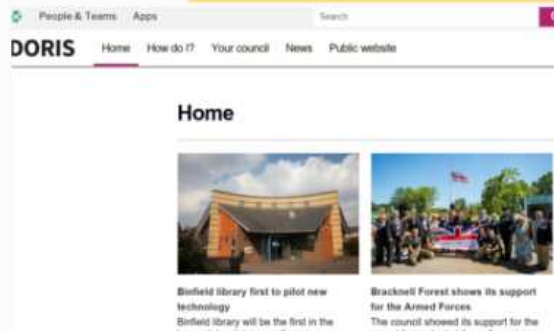 People & Teams Apps Search
DORIS Home How do I? Your council News Public website
Home
Binfield library first to pilot new
technology
Binfield library will be the first in the
Bracknell Forest shows its support
for the Armed Forces
The council showed its support for the